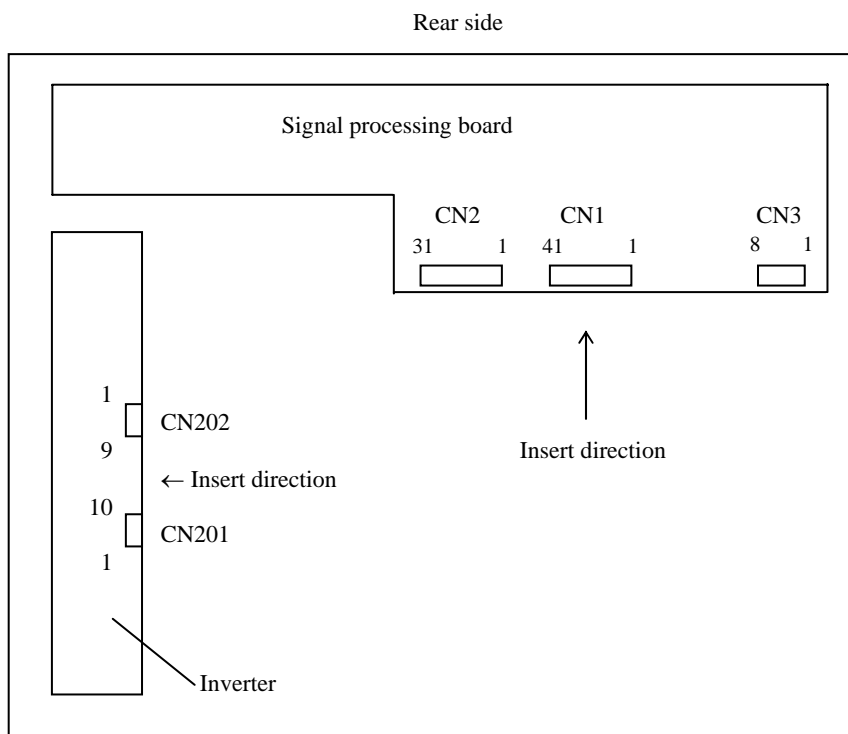 Rear side
Signal processing board
CN2 CN1 CN3
31 1 41 1 8 1
1
CN202
9
Insert direction
← Insert direction
10
CN201
1
Inverter